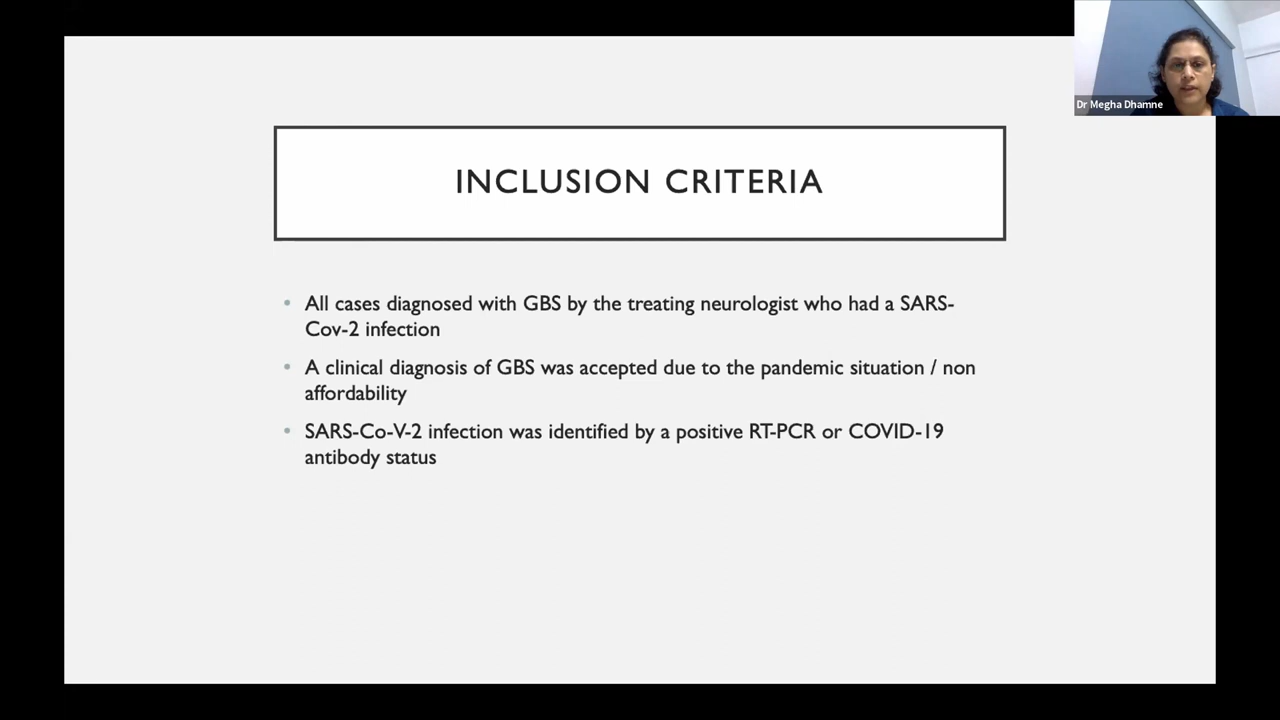 Dr Megha Dhamne
INCLUSION CRITERIA
• All cases diagnosed with GBS by the treating neurologist who had a SARS-
Cov-2 infection
• A clinical diagnosis of GBS was accepted due to the pandemic situation / non
affordability
• SARS-Co-V-2 infection was identified by a positive RT-PCR or COVID-19
antibody status